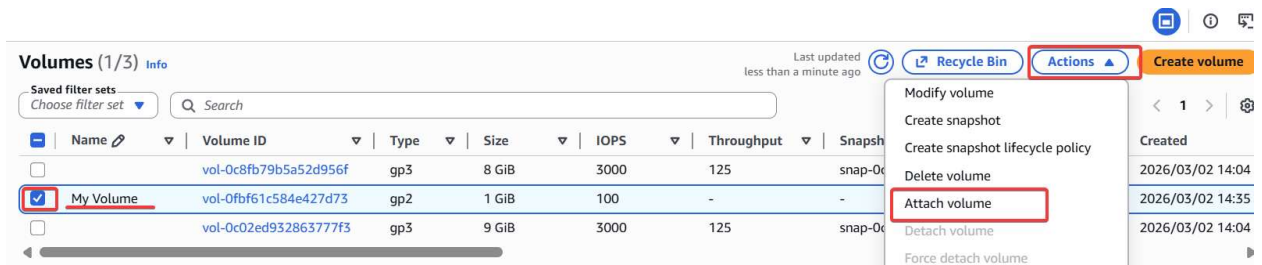 Volumes (1/3) Info
Last updated
less than a minute ago
Recycle Bin
Actions
Create volume
Saved filter sets
Choose filter set
Search
1
Modify volume
Create snapshot
Create snapshot lifecycle policy
Delete volume
Attach volume
Detach volume
Force detach volume
Name Volume ID Type Size IOPS Throughput Snapsh Created
vol-0c8fb79b5a52d956f gp3 8 GiB 3000 125 snap-0c 2026/03/02 14:04
My Volume vol-0fbf61c584e427d73 gp2 1 GiB 100 - - 2026/03/02 14:35
vol-0c02ed932863777f3 gp3 9 GiB 3000 125 snap-0c 2026/03/02 14:04